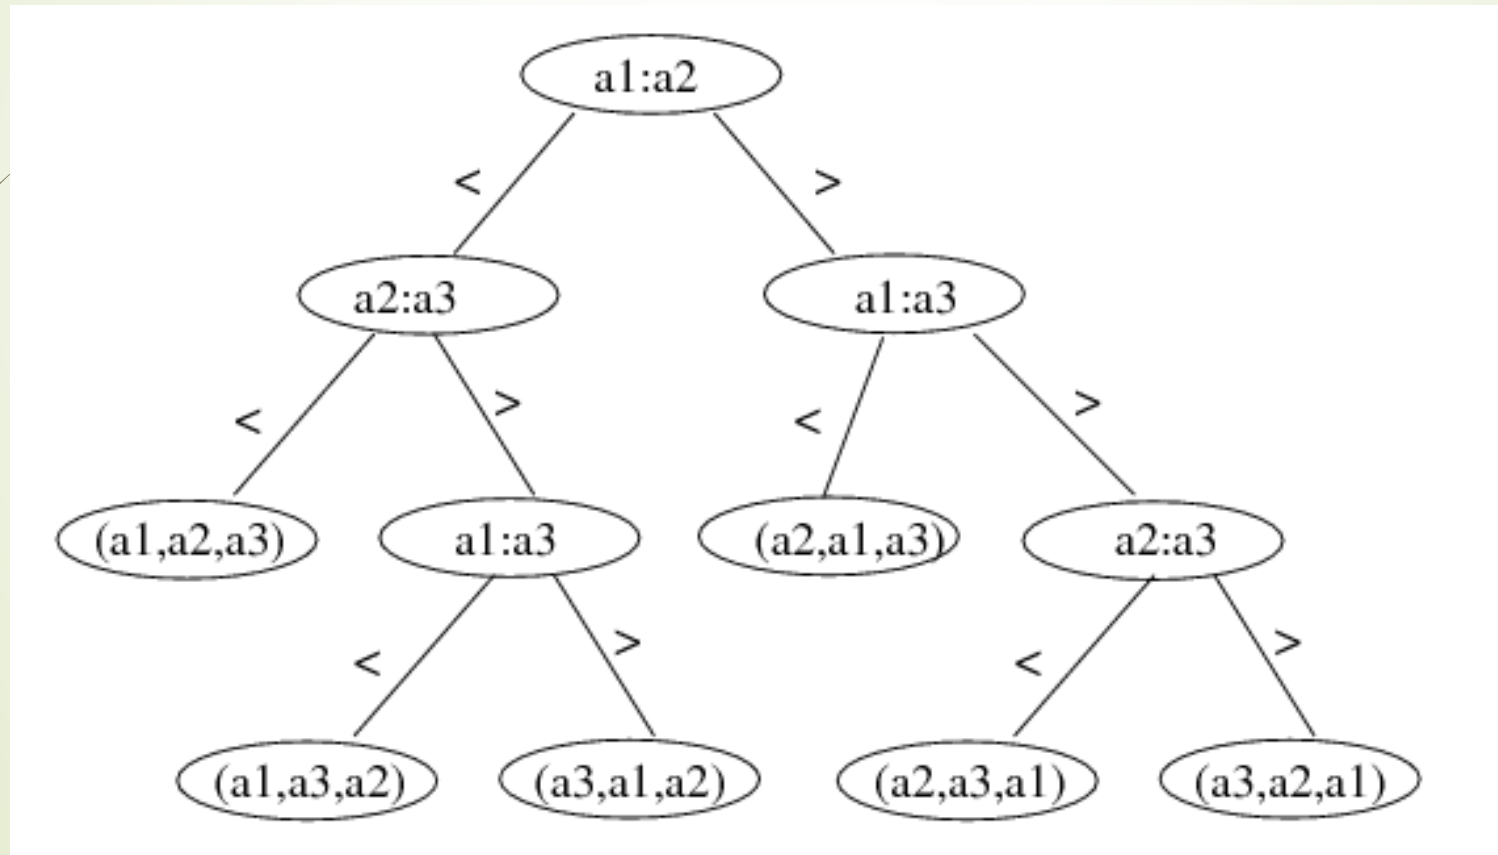 a1:a2
<
>
a2:a3
a1:a3
<
>
<
>
(a1,a2,a3)
a1:a3
(a2,a1,a3)
a2:a3
<
>
<
>
(a1,a3,a2)
(a3,a1,a2)
(a2,a3,a1)
(a3,a2,a1)